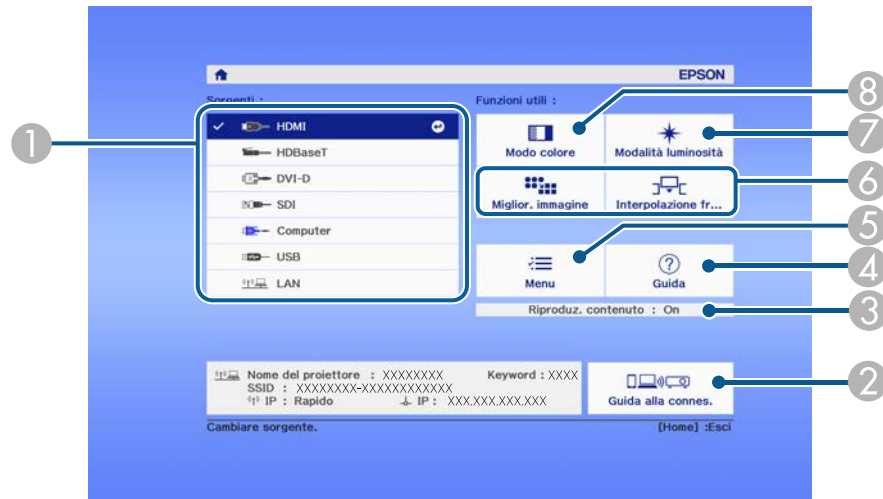 EPSON
Sorgenti :
Funzioni utili :
HDMI
HDBaseT
DVI-D
SDI
Computer
USB
LAN
Modo colore
Modalità luminosità
Miglior. immagine
Interpolazione fr...
Menu
Guida
Riproduz. contenuto : On
Nome del proiettore : XXXXXXXX Keyword : XXXX
SSID : XXXXXXXX-XXXXXXXXXXXX
IP : Rapido IP : XXX.XXX.XXX.XXX
Guida alla connes.
Cambiare sorgente.
[Home] :Esci
1
8
7
6
5
4
3
2